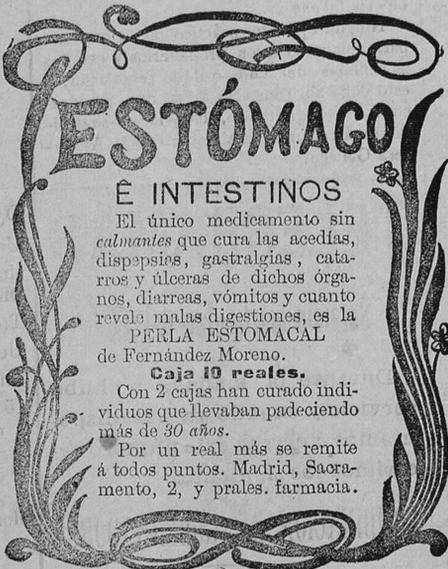 ESTÓMAGO
É INTESTINOS
El único medicamento sin
calmantes que cura las acedías,
dispepsias, gastralgias, cata-
rros y úlceras de dichos órga-
nos, diarreas, vómitos y cuanto
revele malas digestiones, es la
PERLA ESTOMACAL
de Fernández Moreno.
Caja 10 reales.
Con 2 cajas han curado indi-
viduos que llevaban padeciendo
más de 30 años.
Por un real más se remite
á todos puntos. Madrid, Sacra-
mento, 2, y prales. farmacia.